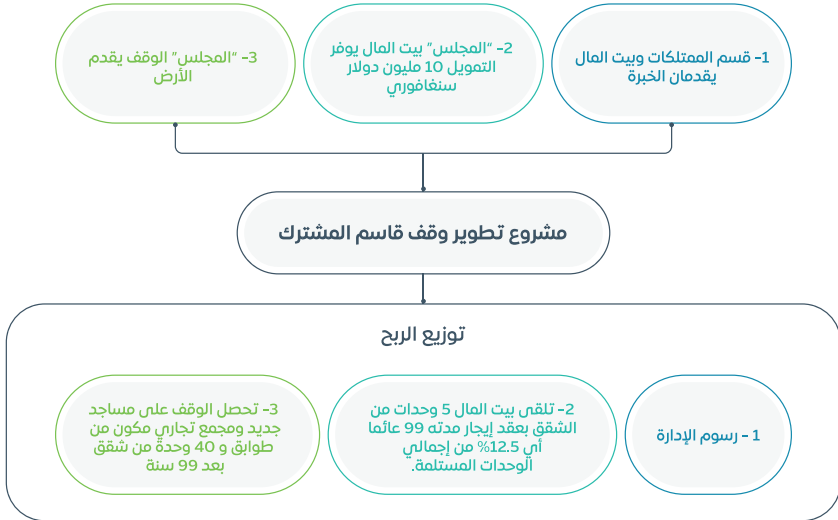 1- قسم الممتلكات وبيت المال
يقدمان الخبرة
2- “المجلس” بيت المال يوفر
التمويل 10 مليون دولار
سنغافوري
3- “المجلس” الوقف يقدم
الأرض
مشروع تطوير وقف قاسم المشترك
توزيع الربح
1 - رسوم الإدارة
2- تلقى بيت المال 5 وحدات من
الشقق بعقد إيجار مدته 99 عائما
أي 12.5% من إجمالي
الوحدات المستلمة.
3- تحصل الوقف على مساجد
جديد ومجمع تجاري مكون من
طوابق و 40 وحدة من شقق
بعد 99 سنة